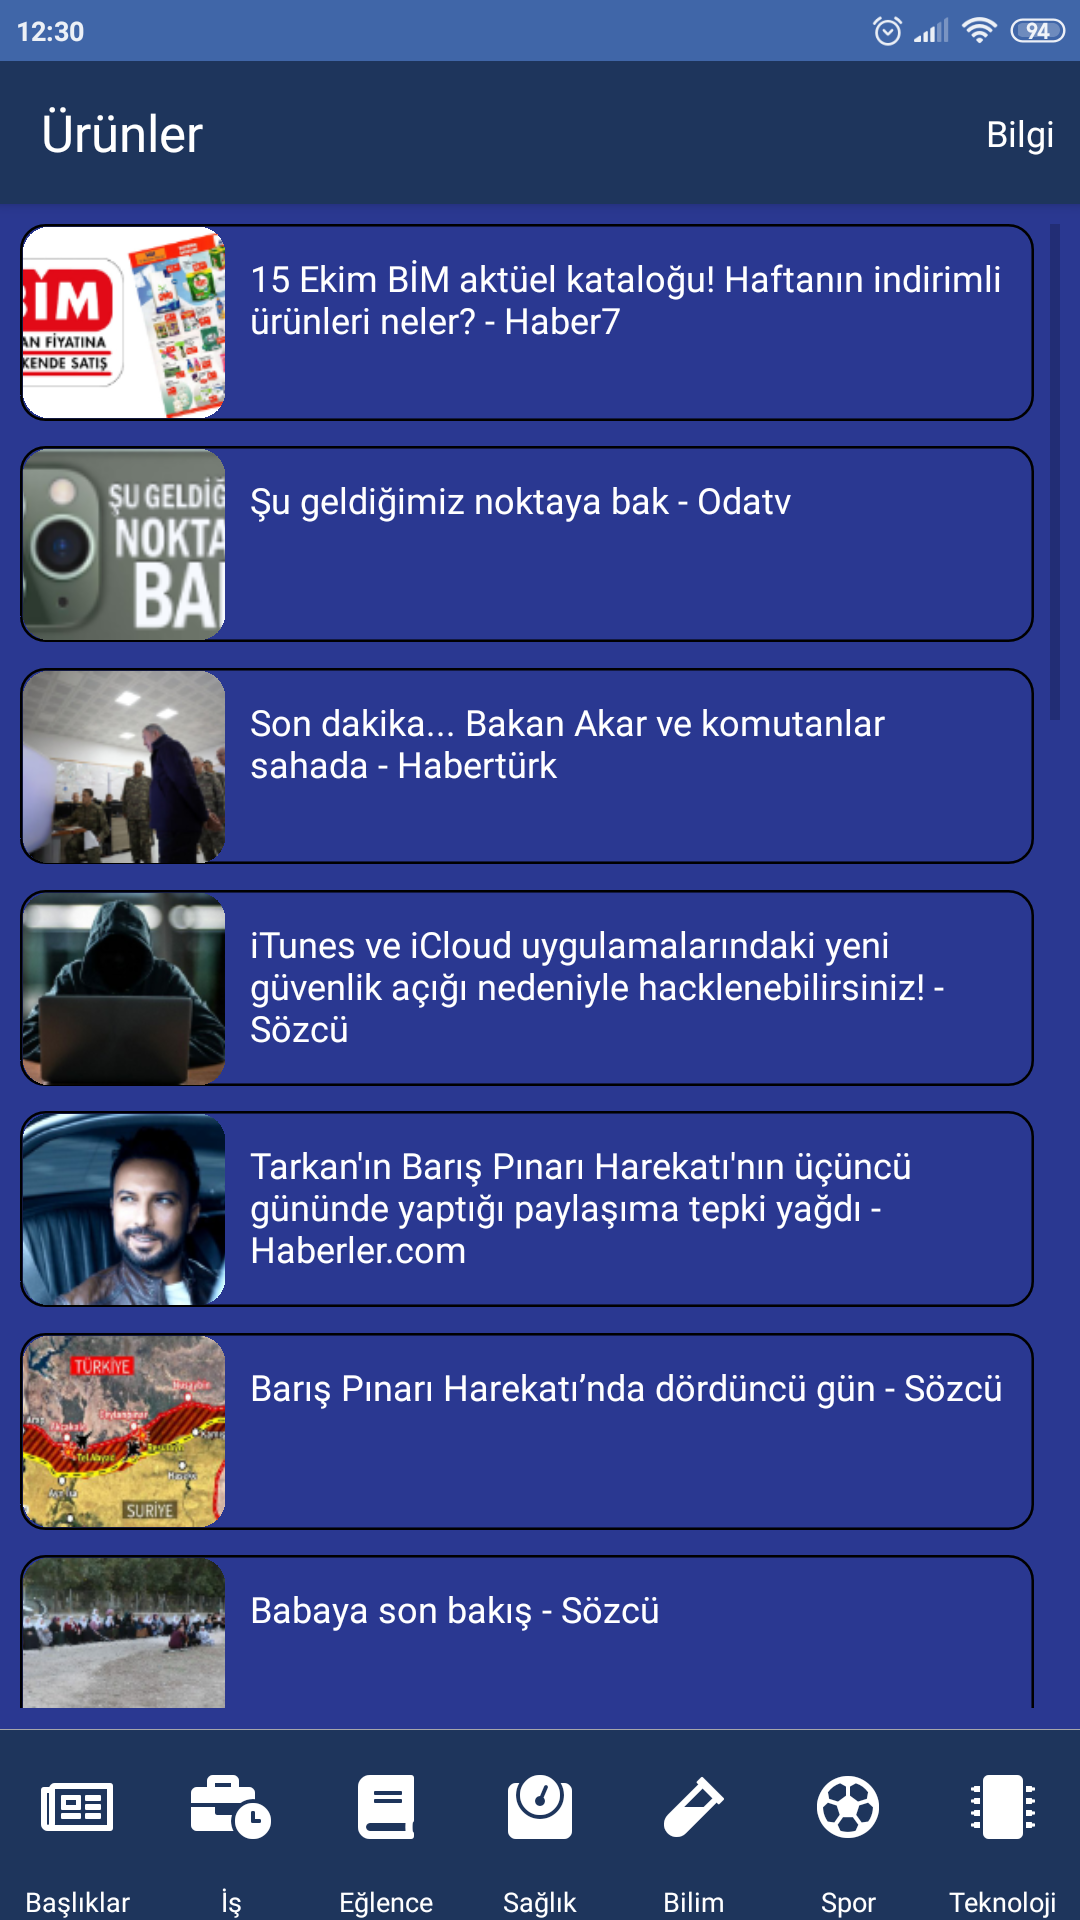 12:30
94
Ürünler
Bilgi
BİM
AN FİYATINA
KENDE SATIŞ
15 Ekim BİM aktüel kataloğu! Haftanın indirimli
ürünleri neler? - Haber7
ŞU GELDİĞ
NOKTA
BA
Şu geldiğimiz noktaya bak - Odatv
Son dakika... Bakan Akar ve komutanlar
sahada - Habertürk
iTunes ve iCloud uygulamalarındaki yeni
güvenlik açığı nedeniyle hacklenebilirsiniz! -
Sözcü
Tarkan'ın Barış Pınarı Harekatı'nın üçüncü
gününde yaptığı paylaşıma tepki yağdı -
Haberler.com
TÜRKİYE
SURİYE
Barış Pınarı Harekatı’nda dördüncü gün - Sözcü
Babaya son bakış - Sözcü
Başlıklar
İş
Eğlence
Sağlık
Bilim
Spor
Teknoloji